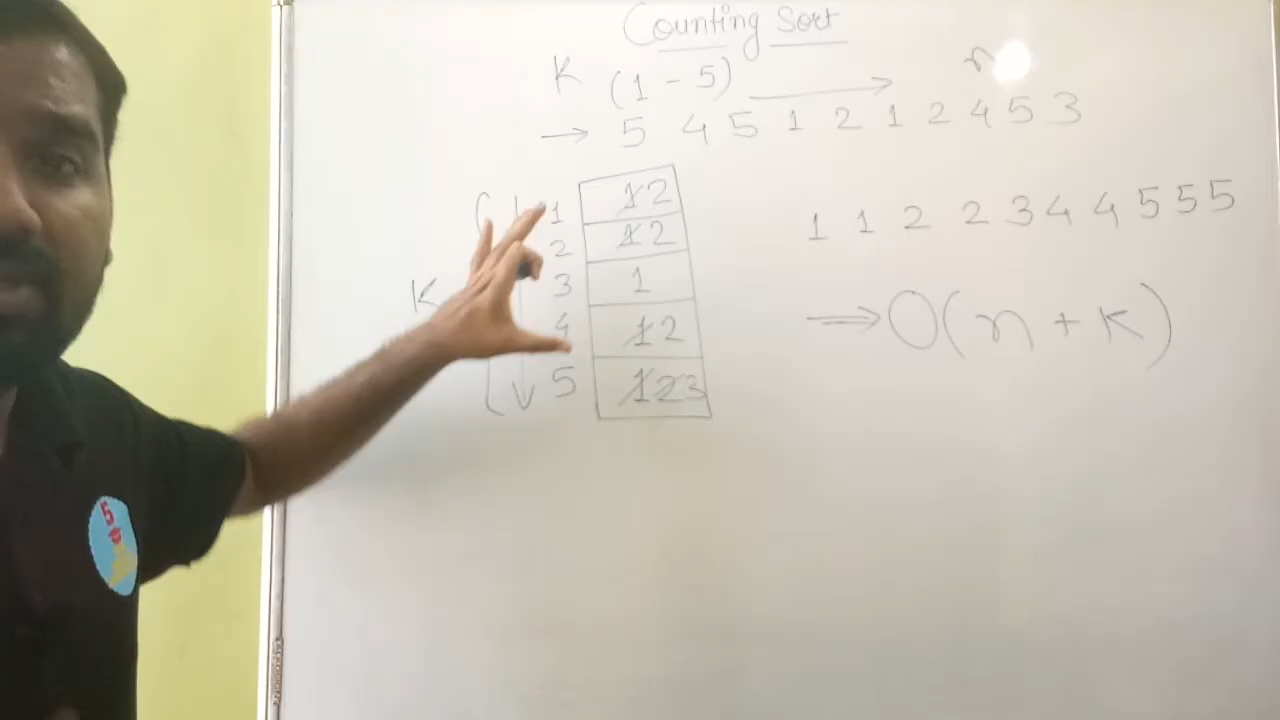 Counting Sort
K (1 - 5) n
5 4 5 1 2 1 2 4 5 3
1 12
2 12
3 1
4 12
5 123
K
1 1 2 2 3 4 4 5 5 5
⇒ O(n + K)
5